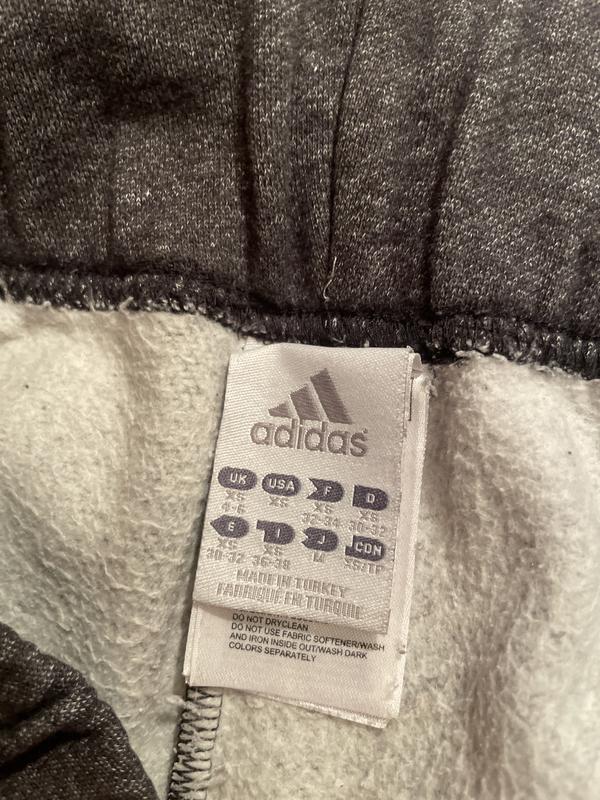 adidas
UK USA F D
XS XS XS XS
4-6 32-34 30-32
E I J CDN
XS XS M XS/TP
30-32 36-38
MADE IN TURKEY
FABRIQUÉ EN TURQUIE
DO NOT DRYCLEAN
DO NOT USE FABRIC SOFTENER/WASH
AND IRON INSIDE OUT/WASH DARK
COLORS SEPARATELY